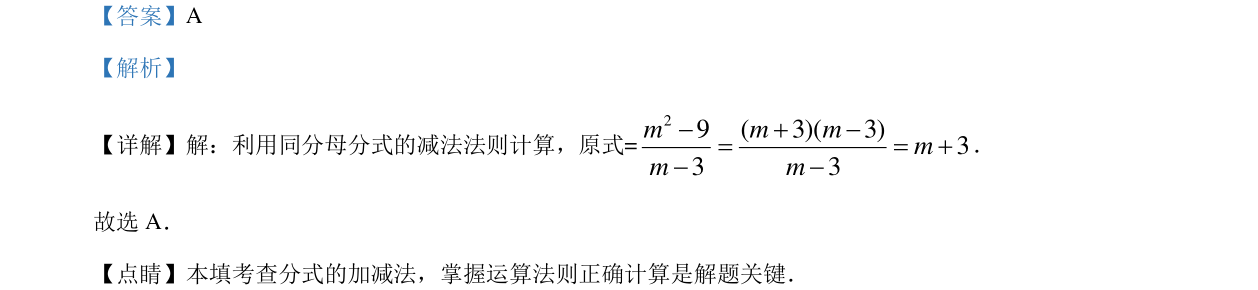 【答案】A
【解析】
【详解】解：利用同分母分式的减法法则计算，原式=$\frac{m^2-9}{m-3}=\frac{(m+3)(m-3)}{m-3}=m+3$．
故选 A．
【点睛】本填考查分式的加减法，掌握运算法则正确计算是解题关键．